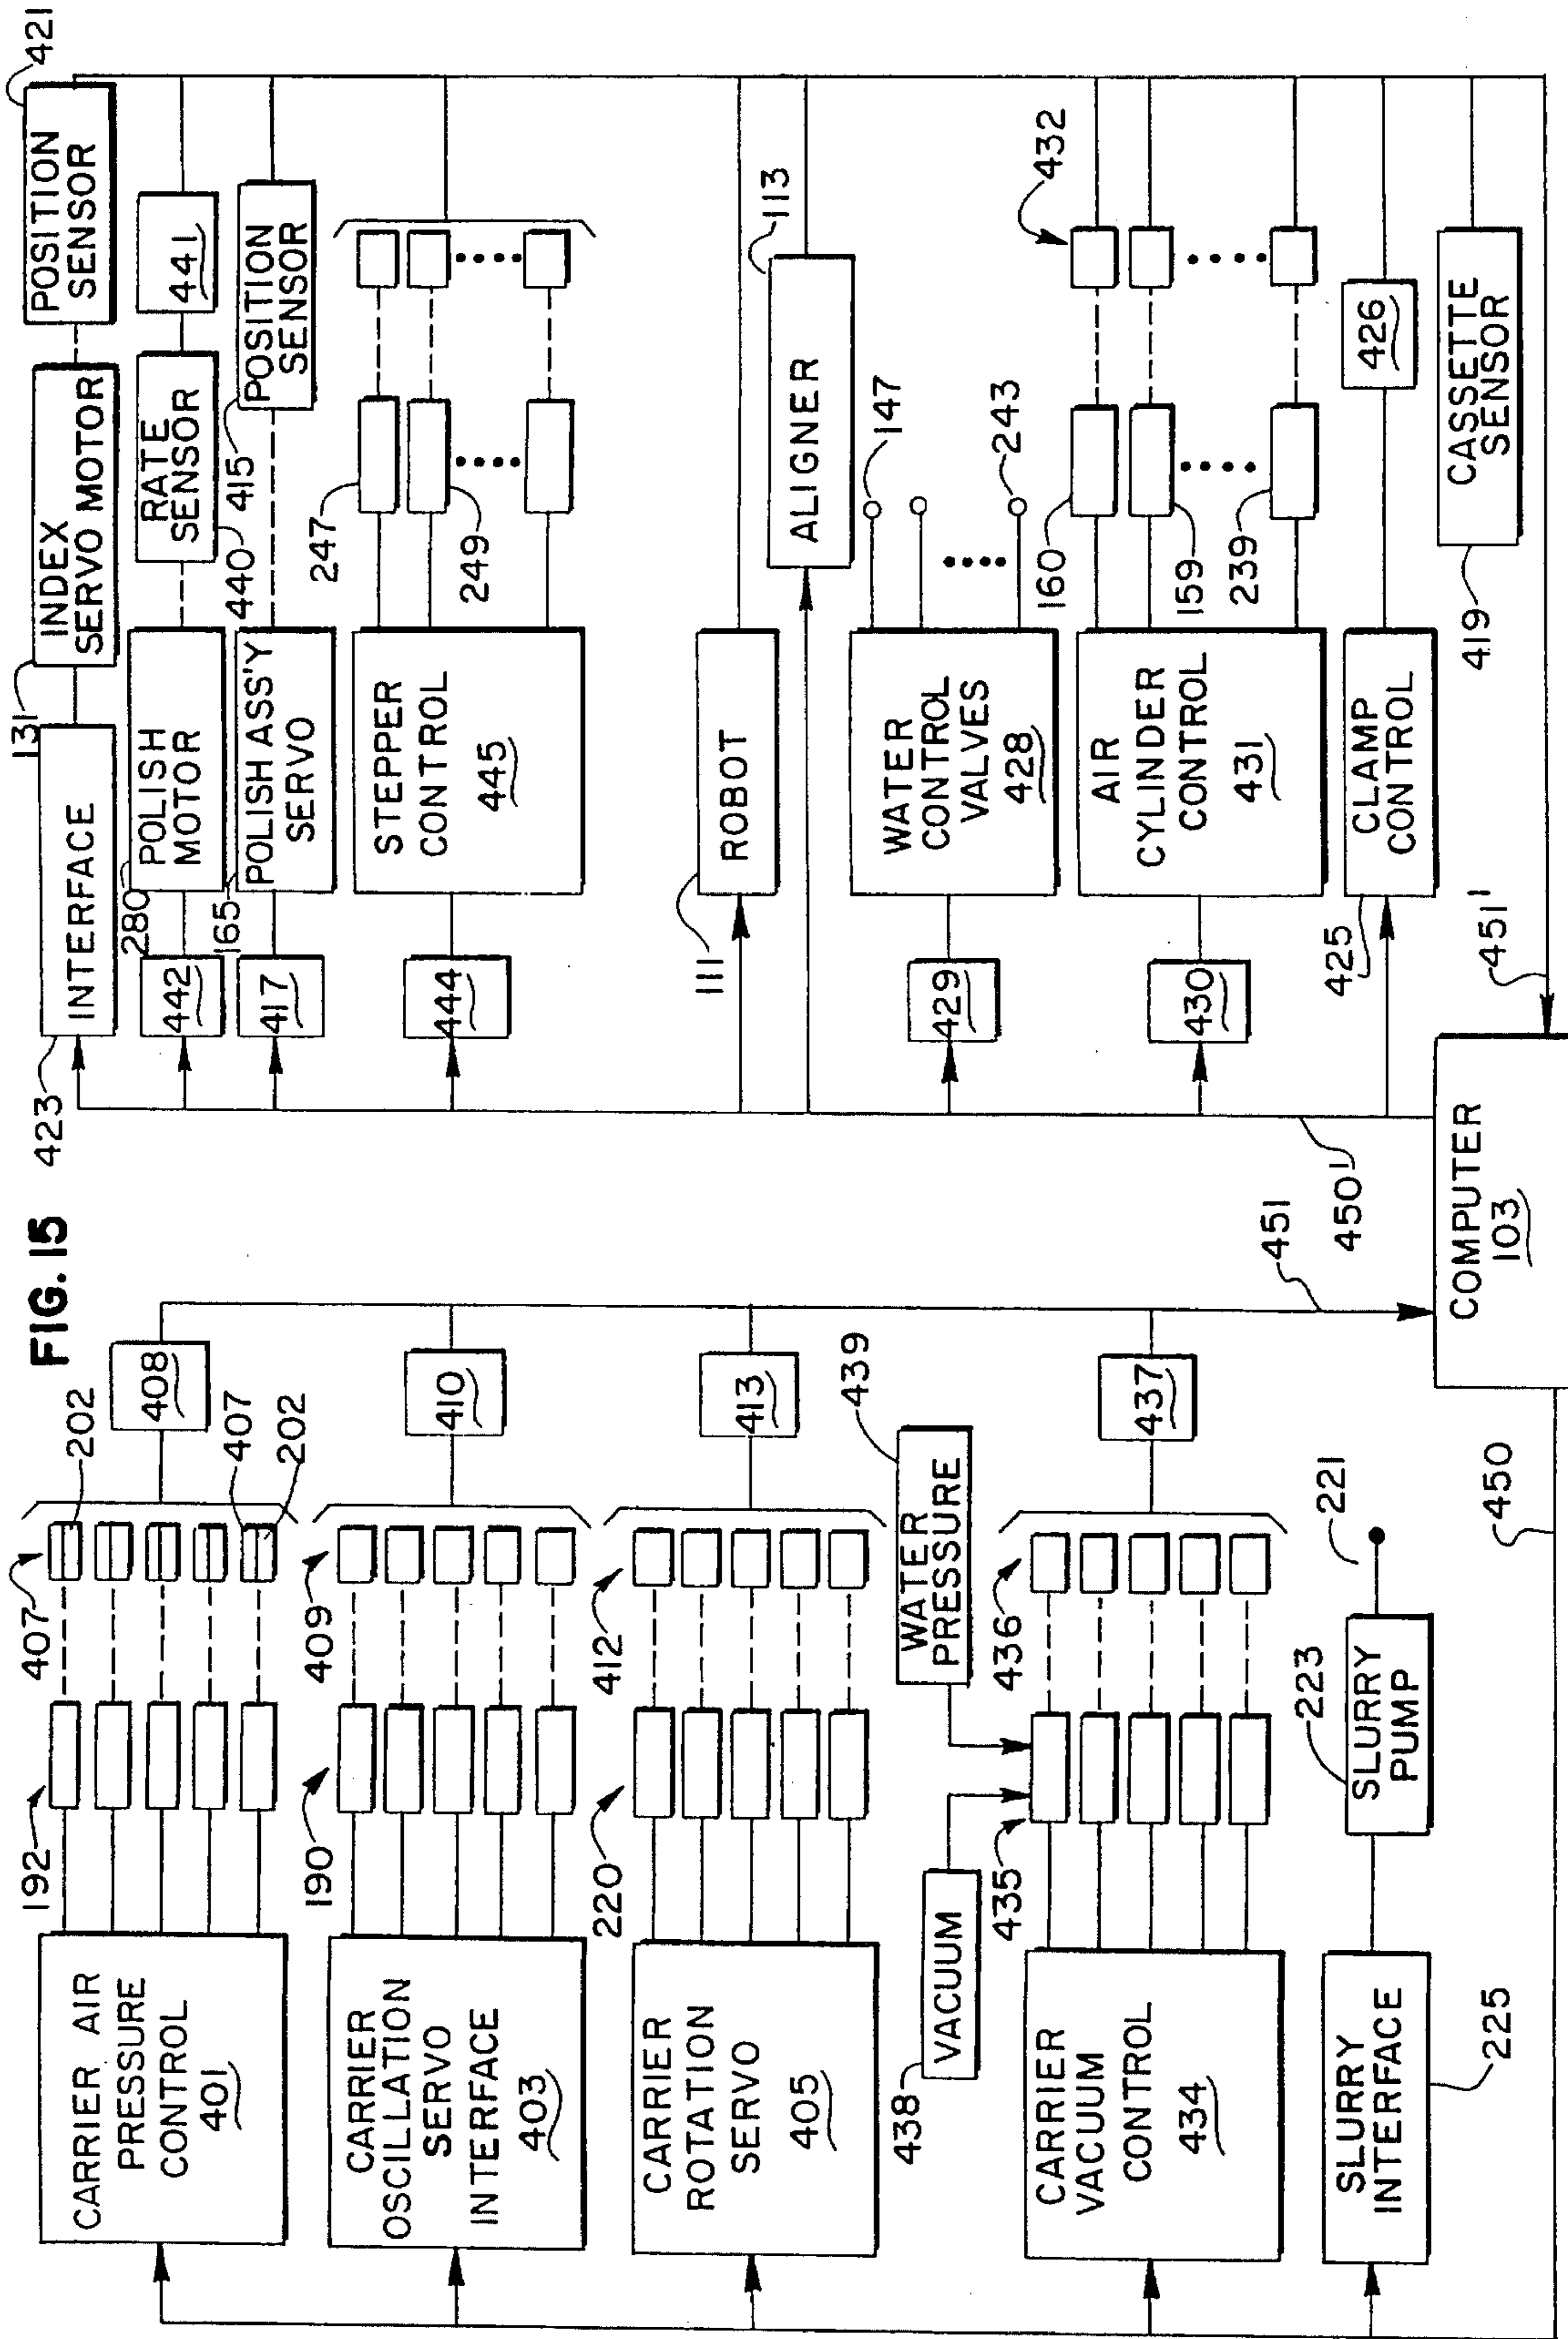 FIG. 15
192
407
202
CARRIER AIR
PRESSURE
CONTROL
401
408
407
202
190
409
CARRIER
OSCILLATION
SERVO
INTERFACE
403
410
220
412
CARRIER
ROTATION
SERVO
405
413
WATER
PRESSURE
439
438
VACUUM
435
436
CARRIER
VACUUM
CONTROL
434
437
SLURRY
INTERFACE
225
223
SLURRY
PUMP
221
450
451
COMPUTER
103
450'
451'
423
INTERFACE
131
INDEX
SERVO MOTOR
POSITION
SENSOR
421
442
280
POLISH
MOTOR
440
RATE
SENSOR
441
417
165
POLISH ASS'Y
SERVO
415
POSITION
SENSOR
444
STEPPER
CONTROL
445
247
249
111
ROBOT
ALIGNER
113
429
WATER
CONTROL
VALVES
428
147
243
430
AIR
CYLINDER
CONTROL
431
160
159
239
432
425
CLAMP
CONTROL
426
419
CASSETTE
SENSOR